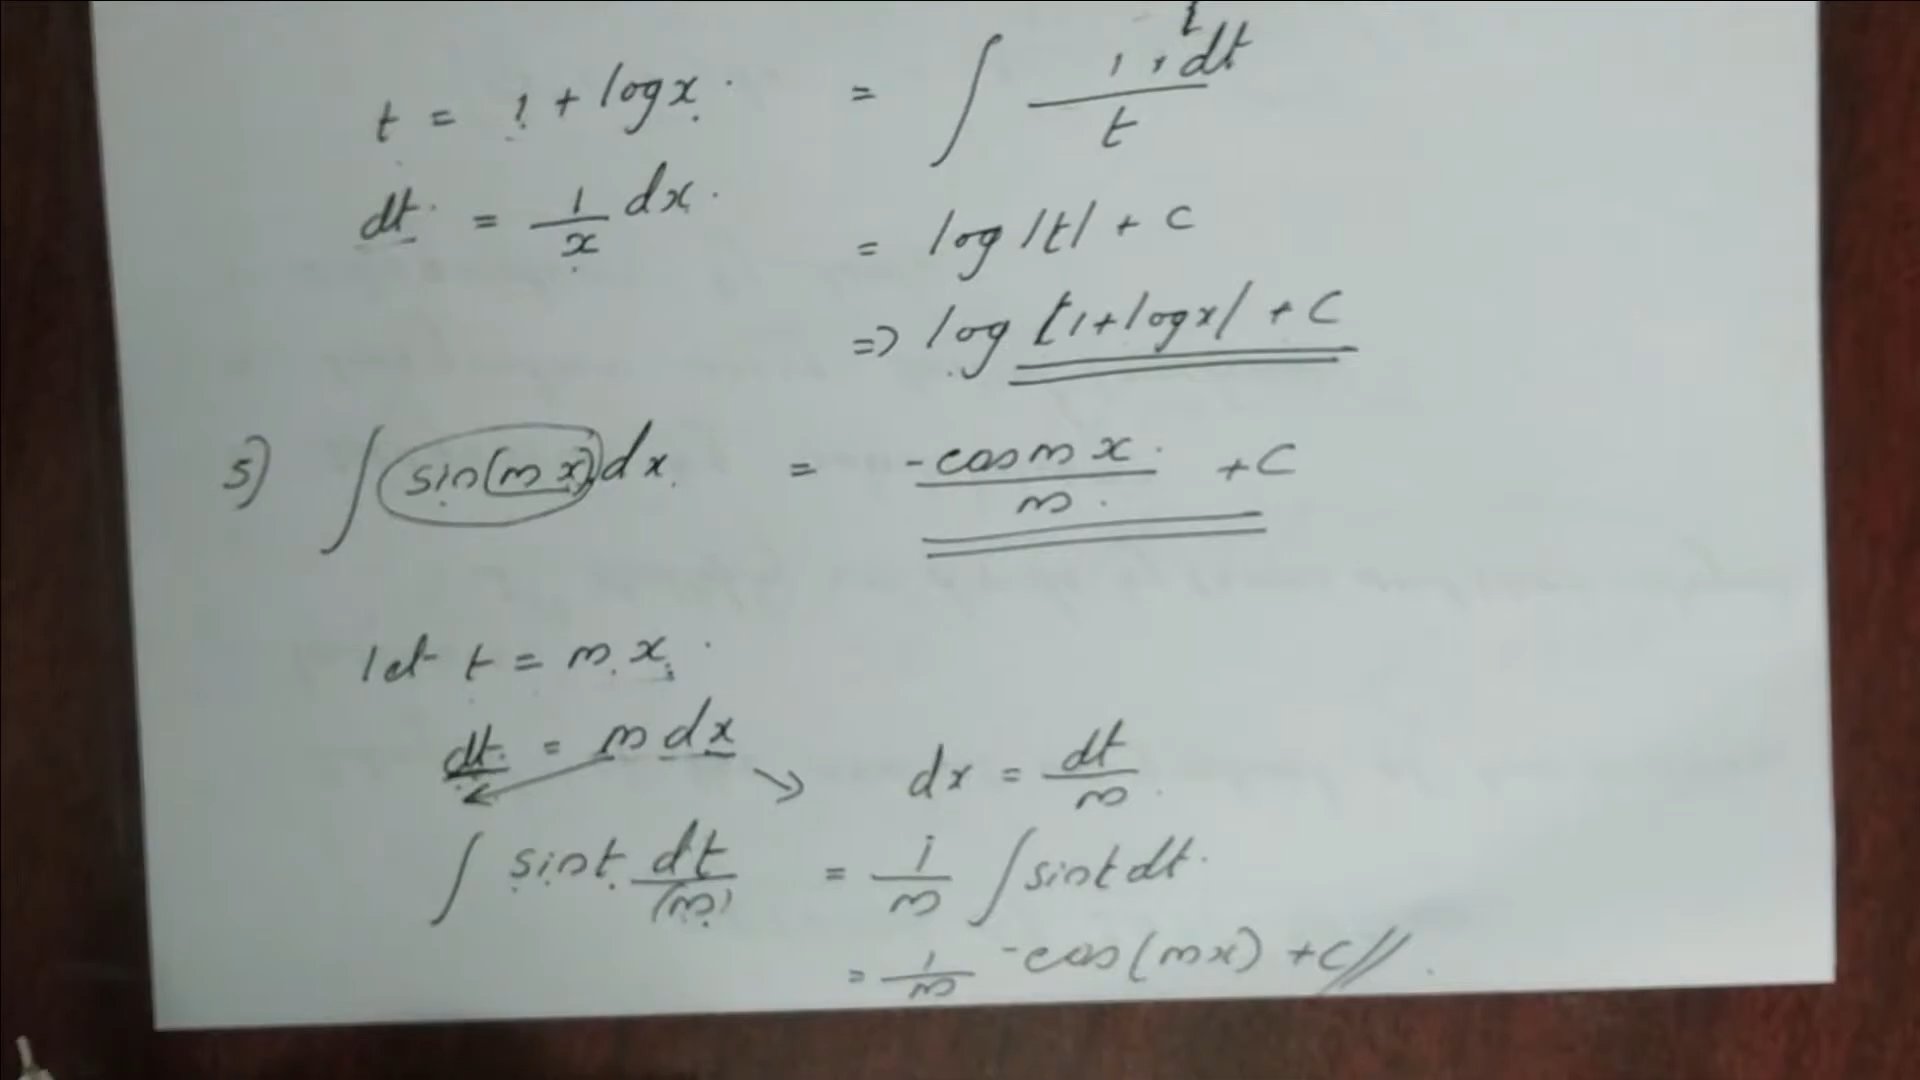 t = 1 + log x = ∫ 1 · dt / t
dt = 1/x dx
= log |t| + C
=> log |1 + log x| + C
5) ∫ sin(mx) dx = -cos mx / m + C
let t = m x
dt = m dx dx = dt / m
∫ sin t dt / (m) = 1/m ∫ sin t dt
= 1/m -cos(mx) + C //